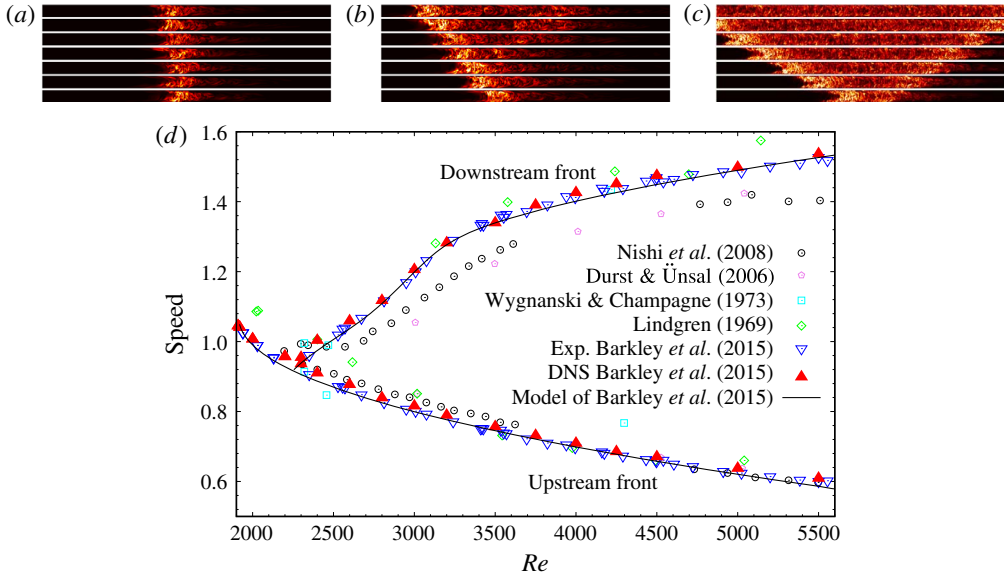 (a)
(b)
(c)
(d)
1.6
1.4
1.2
1.0
0.8
0.6
Speed
Downstream front
Upstream front
Nishi et al. (2008)
Durst & Ünsal (2006)
Wygnanski & Champagne (1973)
Lindgren (1969)
Exp. Barkley et al. (2015)
DNS Barkley et al. (2015)
Model of Barkley et al. (2015)
2000 2500 3000 3500 4000 4500 5000 5500
Re